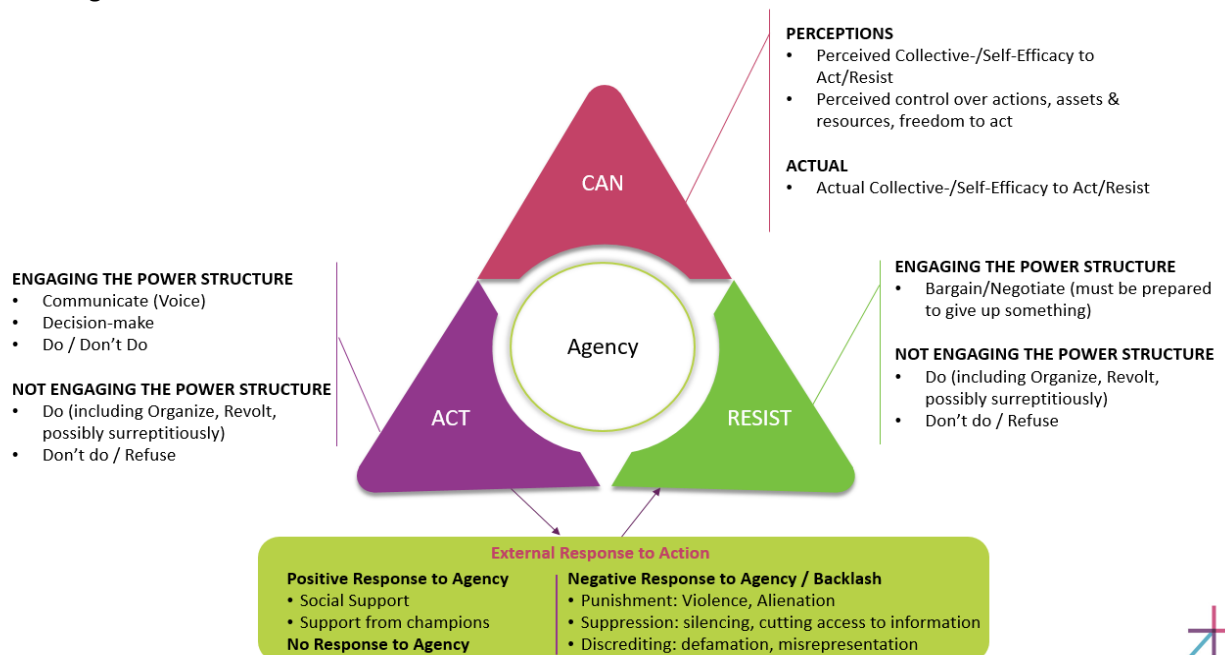 PERCEPTIONS
• Perceived Collective-/Self-Efficacy to
Act/Resist
• Perceived control over actions, assets &
resources, freedom to act
ACTUAL
• Actual Collective-/Self-Efficacy to Act/Resist
CAN
ENGAGING THE POWER STRUCTURE
• Communicate (Voice)
• Decision-make
• Do / Don't Do
NOT ENGAGING THE POWER STRUCTURE
• Do (including Organize, Revolt,
possibly surreptitiously)
• Don't do / Refuse
ACT
Agency
RESIST
ENGAGING THE POWER STRUCTURE
• Bargain/Negotiate (must be prepared
to give up something)
NOT ENGAGING THE POWER STRUCTURE
• Do (including Organize, Revolt,
possibly surreptitiously)
• Don't do / Refuse
External Response to Action
Positive Response to Agency
• Social Support
• Support from champions
No Response to Agency
Negative Response to Agency / Backlash
• Punishment: Violence, Alienation
• Suppression: silencing, cutting access to information
• Discrediting: defamation, misrepresentation